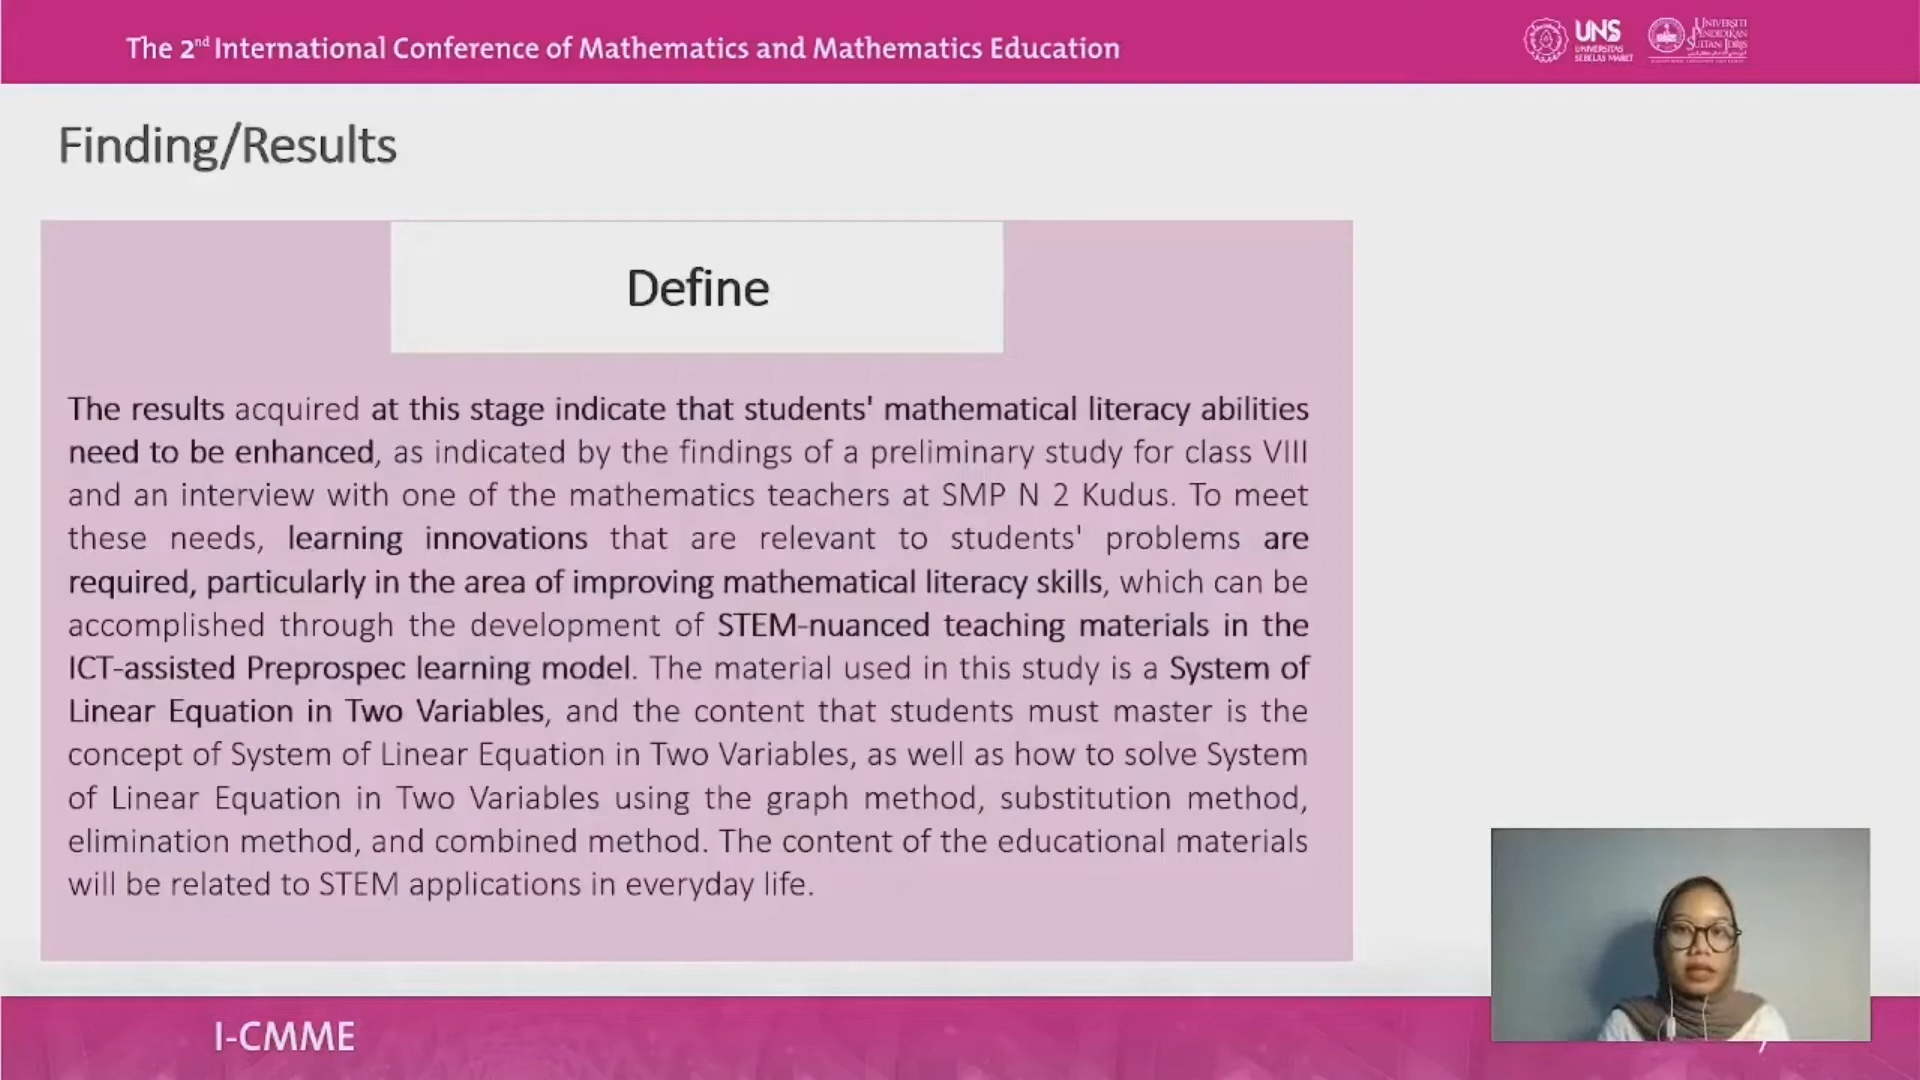 The 2nd International Conference of Mathematics and Mathematics Education
UNS
UNIVERSITAS
SEBELAS MARET
UNIVERSITI
PENDIDIKAN
SULTAN IDRIS
Finding/Results
Define
The results acquired at this stage indicate that students' mathematical literacy abilities
need to be enhanced, as indicated by the findings of a preliminary study for class VIII
and an interview with one of the mathematics teachers at SMP N 2 Kudus. To meet
these needs, learning innovations that are relevant to students' problems are
required, particularly in the area of improving mathematical literacy skills, which can be
accomplished through the development of STEM-nuanced teaching materials in the
ICT-assisted Preprospec learning model. The material used in this study is a System of
Linear Equation in Two Variables, and the content that students must master is the
concept of System of Linear Equation in Two Variables, as well as how to solve System
of Linear Equation in Two Variables using the graph method, substitution method,
elimination method, and combined method. The content of the educational materials
will be related to STEM applications in everyday life.
I-CMME